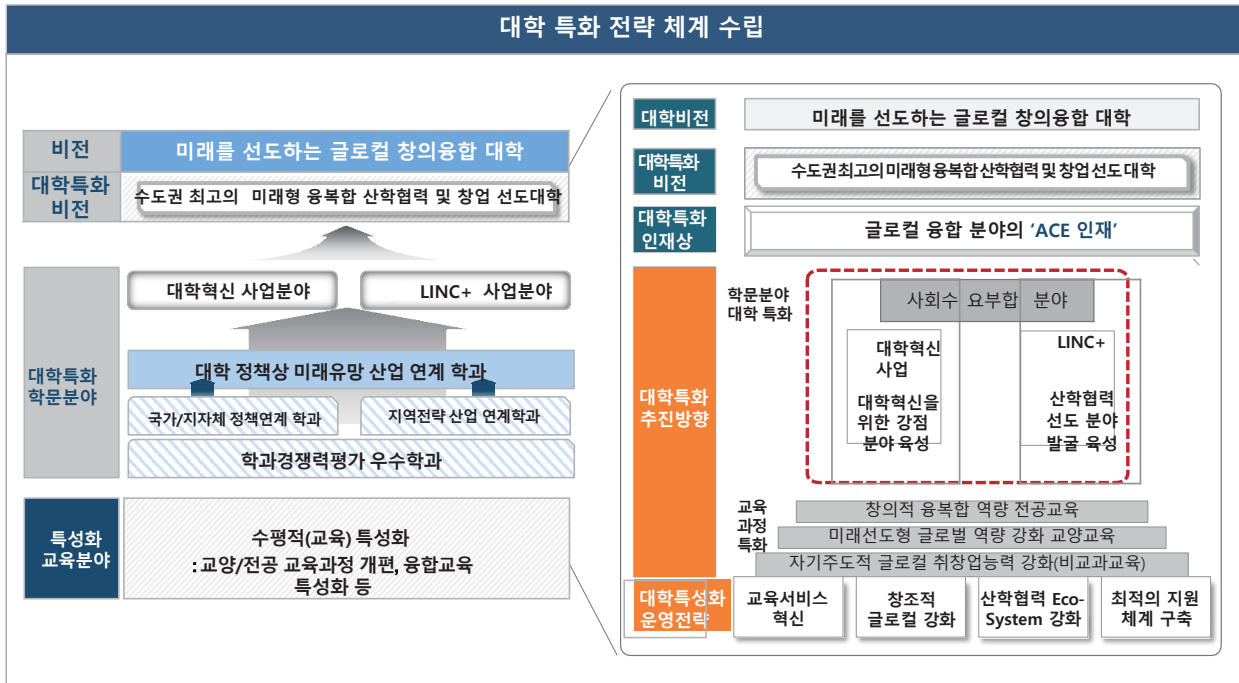 대학 특화 전략 체계 수립
비전
미래를 선도하는 글로컬 창의융합 대학
대학특화
비전
수도권 최고의 미래형 융복합 산학협력 및 창업 선도대학
대학특화
학문분야
대학혁신 사업분야
LINC+ 사업분야
대학 정책상 미래유망 산업 연계 학과
국가/지자체 정책연계 학과
지역전략 산업 연계학과
학과경쟁력평가 우수학과
특성화
교육분야
수평적(교육) 특성화
: 교양/전공 교육과정 개편, 융합교육
특성화 등
대학비전
미래를 선도하는 글로컬 창의융합 대학
대학특화
비전
수도권 최고의 미래형 융복합 산학협력 및 창업 선도대학
대학특화
인재상
글로컬 융합 분야의 ‘ACE 인재’
대학특화
추진방향
학문분야
대학 특화
사회수 요부합 분야
대학혁신
사업
대학혁신을
위한 강점
분야 육성
LINC+
산학협력
선도 분야
발굴 육성
교육
과정
특화
창의적 융복합 역량 전공교육
미래선도형 글로벌 역량 강화 교양교육
자기주도적 글로컬 취창업능력 강화(비교과교육)
대학특성화
운영전략
교육서비스
혁신
창조적
글로컬 강화
산학협력 Eco-
System 강화
최적의 지원
체계 구축